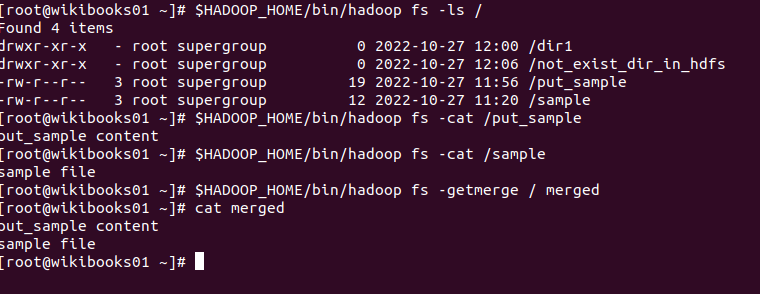 [root@wikibooks01 ~]# $HADOOP_HOME/bin/hadoop fs -ls /
Found 4 items
drwxr-xr-x   - root supergroup          0 2022-10-27 12:00 /dir1
drwxr-xr-x   - root supergroup          0 2022-10-27 12:06 /not_exist_dir_in_hdfs
-rw-r--r--   3 root supergroup         19 2022-10-27 11:56 /put_sample
-rw-r--r--   3 root supergroup         12 2022-10-27 11:20 /sample
[root@wikibooks01 ~]# $HADOOP_HOME/bin/hadoop fs -cat /put_sample
put_sample content
[root@wikibooks01 ~]# $HADOOP_HOME/bin/hadoop fs -cat /sample
sample file
[root@wikibooks01 ~]# $HADOOP_HOME/bin/hadoop fs -getmerge / merged
[root@wikibooks01 ~]# cat merged
put_sample content
sample file
[root@wikibooks01 ~]#